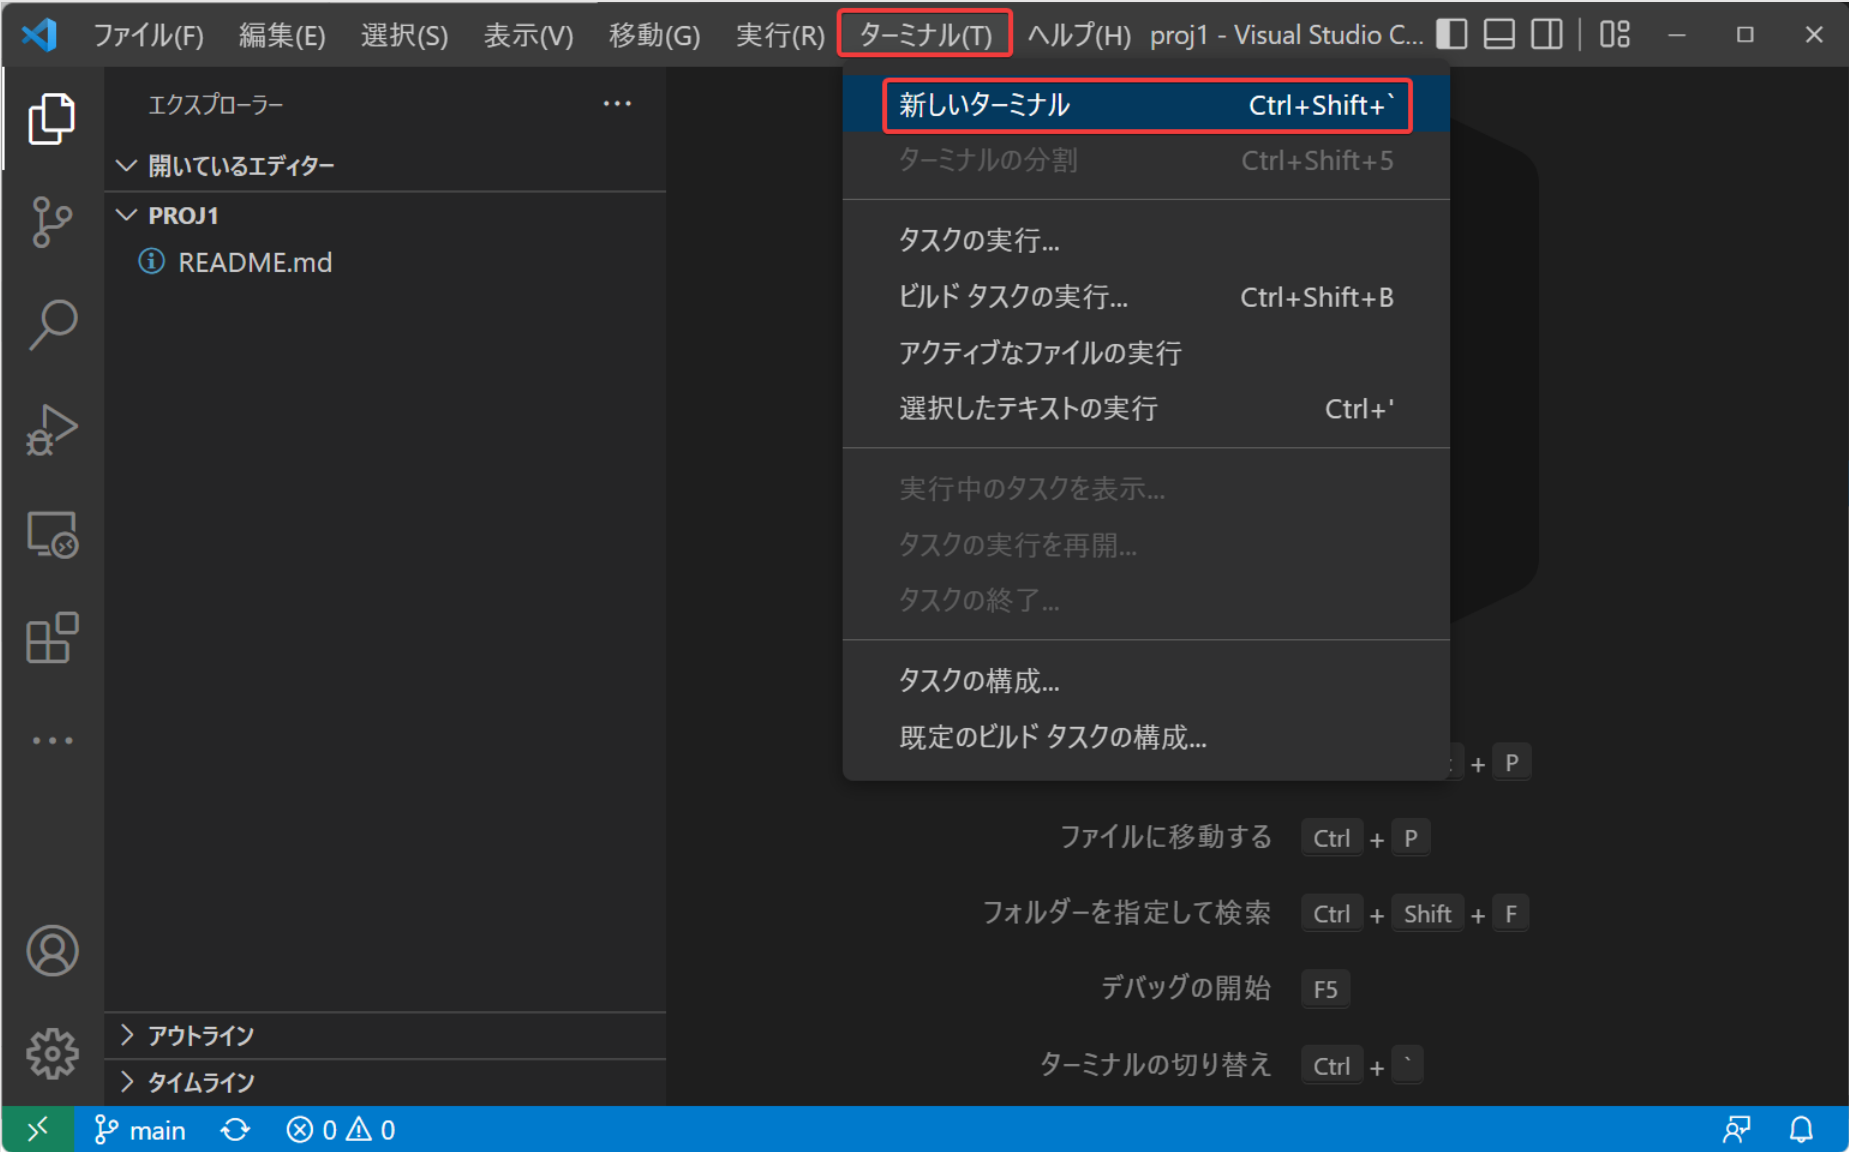 ファイル(F) 編集(E) 選択(S) 表示(V) 移動(G) 実行(R) ターミナル(T) ヘルプ(H) proj1 - Visual Studio C...
エクスプローラー
開いているエディター
PROJ1
README.md
アウトライン
タイムライン
新しいターミナル Ctrl+Shift+`
ターミナルの分割 Ctrl+Shift+5
タスクの実行...
ビルド タスクの実行... Ctrl+Shift+B
アクティブなファイルの実行
選択したテキストの実行 Ctrl+'
実行中のタスクを表示...
タスクの実行を再開...
タスクの終了...
タスクの構成...
既定のビルド タスクの構成...
+ P
ファイルに移動する Ctrl + P
フォルダーを指定して検索 Ctrl + Shift + F
デバッグの開始 F5
ターミナルの切り替え Ctrl + `
main 0 0